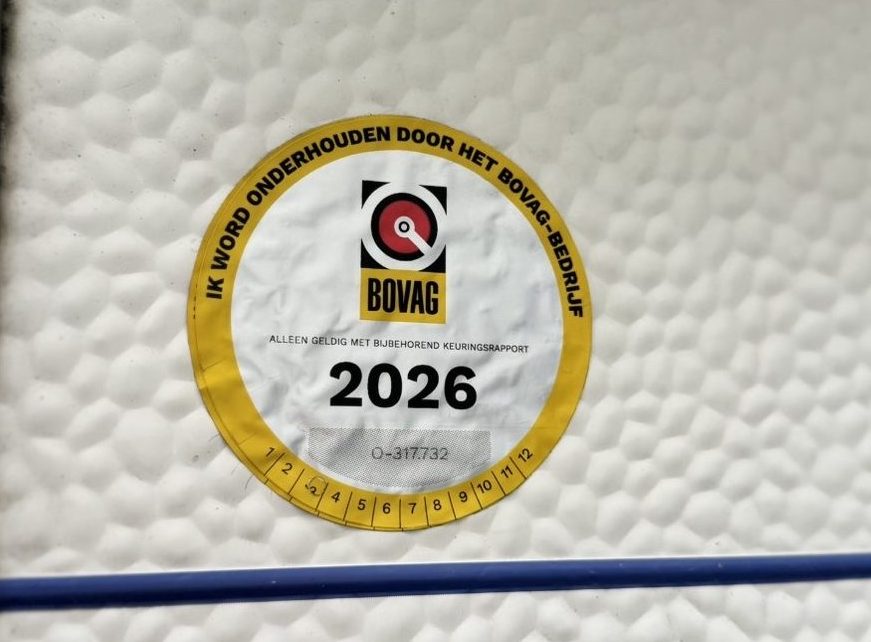 IK WORD ONDERHOUDEN DOOR HET BOVAG-BEDRIJF
BOVAG
ALLEEN GELDIG MET BIJBEHOREND KEURINGSRAPPORT
2026
O-317.732
1 2 3 4 5 6 7 8 9 10 11 12